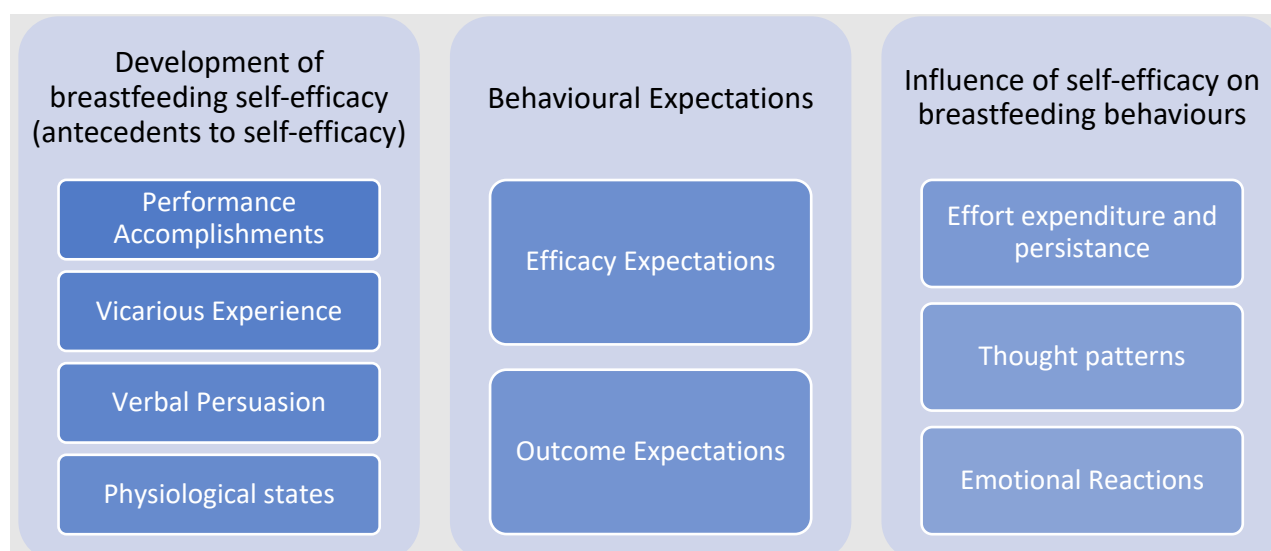 Development of
breastfeeding self-efficacy
(antecedents to self-efficacy)
Performance
Accomplishments
Vicarious Experience
Verbal Persuasion
Physiological states
Behavioural Expectations
Efficacy Expectations
Outcome Expectations
Influence of self-efficacy on
breastfeeding behaviours
Effort expenditure and
persistance
Thought patterns
Emotional Reactions